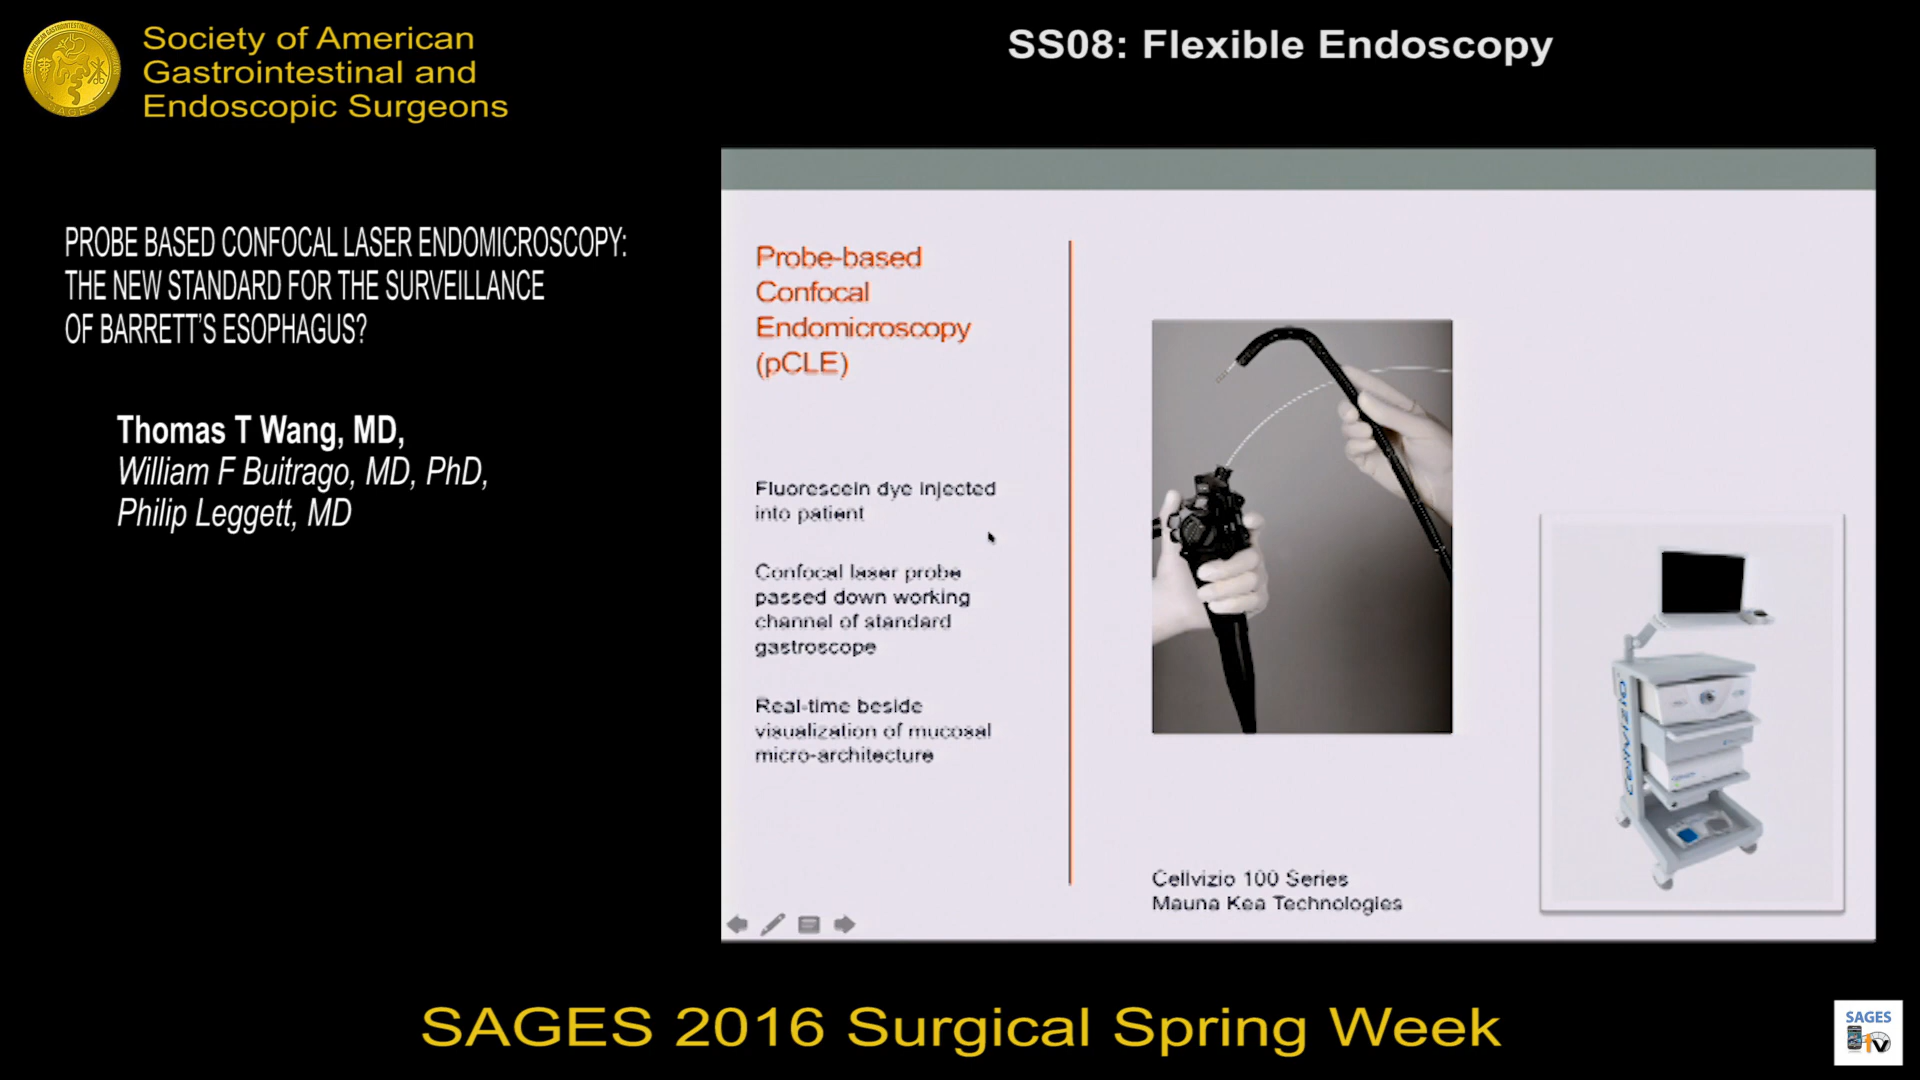 Society of American
Gastrointestinal and
Endoscopic Surgeons
SS08: Flexible Endoscopy
PROBE BASED CONFOCAL LASER ENDOMICROSCOPY:
THE NEW STANDARD FOR THE SURVEILLANCE
OF BARRETT'S ESOPHAGUS?
Thomas T Wang, MD,
William F Buitrago, MD, PhD,
Philip Leggett, MD
Probe-based
Confocal
Endomicroscopy
(pCLE)
Fluorescein dye injected
into patient
Confocal laser probe
passed down working
channel of standard
gastroscope
Real-time beside
visualization of mucosal
micro-architecture
Cellvizio
Cellvizio 100 Series
Mauna Kea Technologies
SAGES 2016 Surgical Spring Week
SAGES
TV